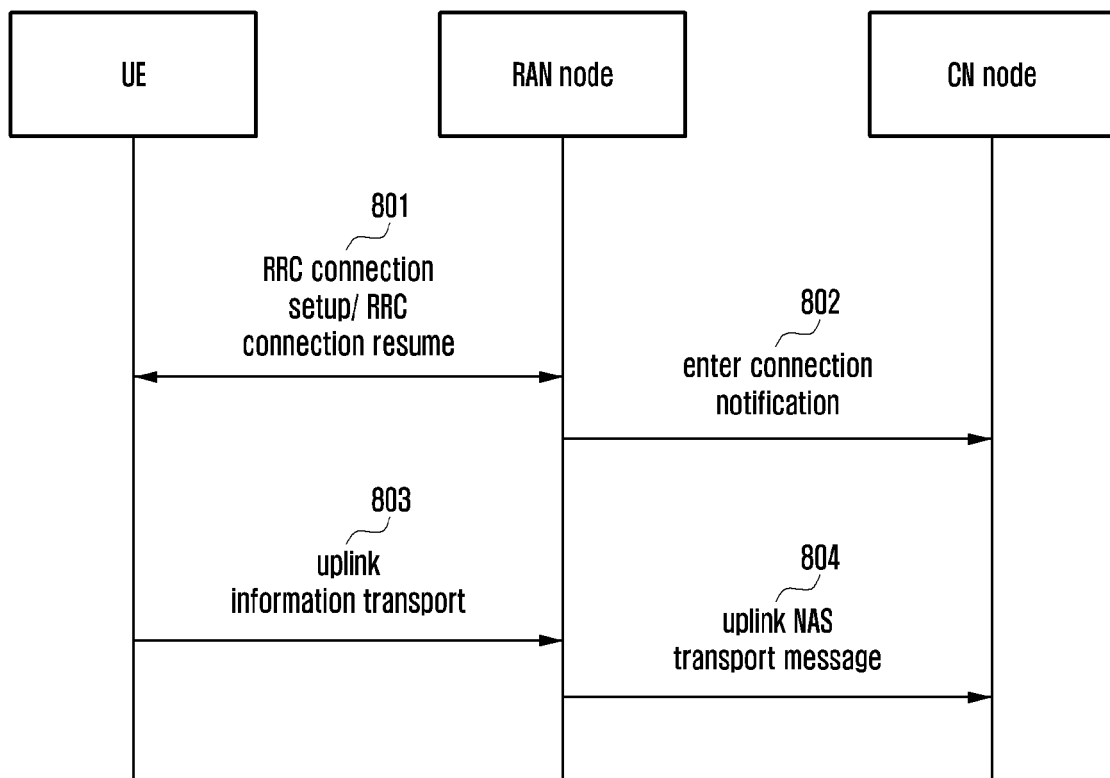 UE
RAN node
CN node
801
RRC connection
setup/ RRC
connection resume
802
enter connection
notification
803
uplink
information transport
804
uplink NAS
transport message